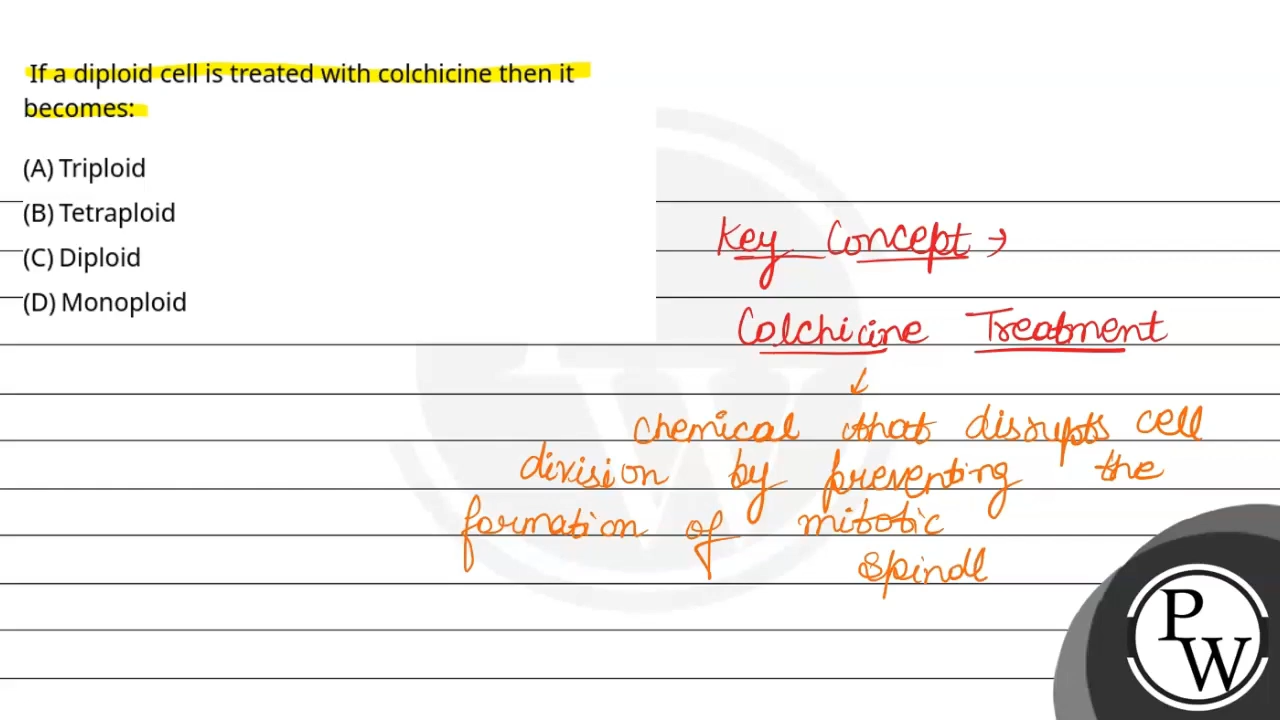 If a diploid cell is treated with colchicine then it
becomes:
(A) Triploid
(B) Tetraploid
(C) Diploid
(D) Monoploid
Key Concept →
Colchicine Treatment
↓
chemical that disrupts cell
division by preventing the
formation of mitotic
spindl
PW